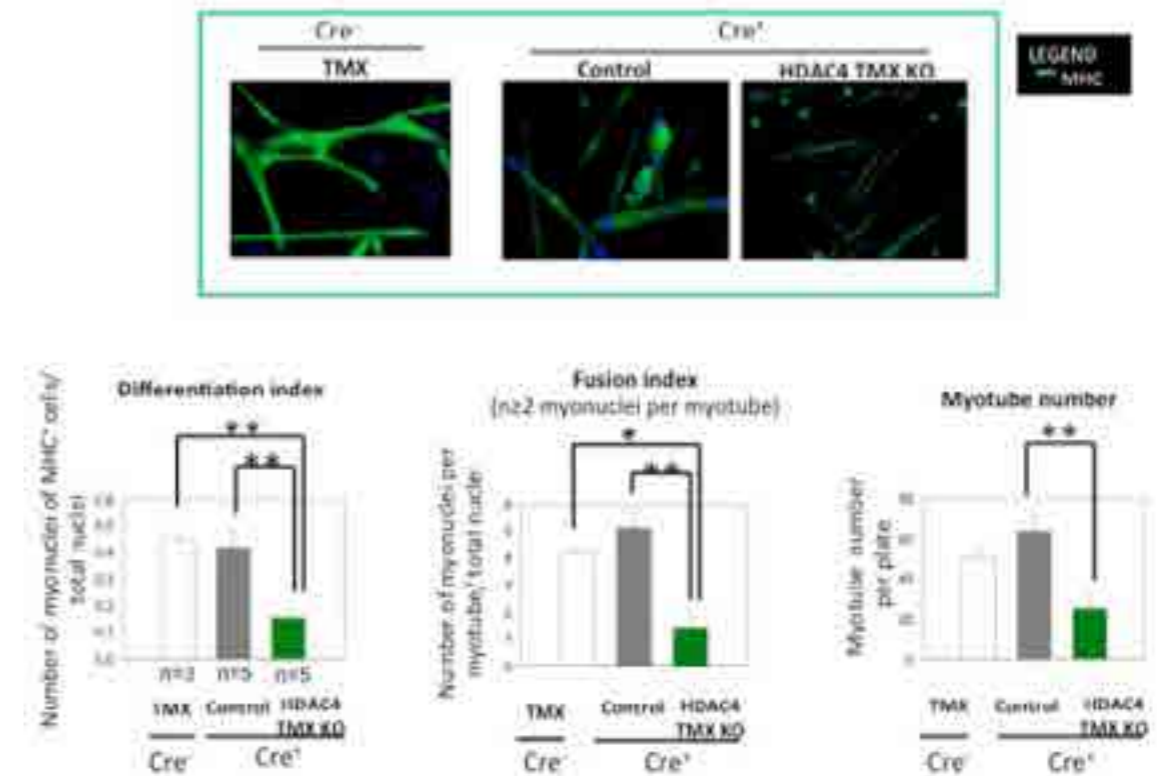 Cre⁻
Cre⁺
TMX
Control
HDAC4 TMX KO
LEGEND
MHC
Differentiation index
Number of myonuclei of MHC⁺ cells/
total nuclei
**
**
0.4
n=3
n=5
n=5
TMX
Control
HDAC4
TMX KO
Cre⁻
Cre⁺
Fusion index
(n≥2 myonuclei per myotube)
Number of myonuclei per
myotube/ total nuclei
*
**
TMX
Control
HDAC4
TMX KO
Cre⁻
Cre⁺
Myotube number
Myotube number
per plate
**
TMX
Control
HDAC4
TMX KO
Cre⁻
Cre⁺